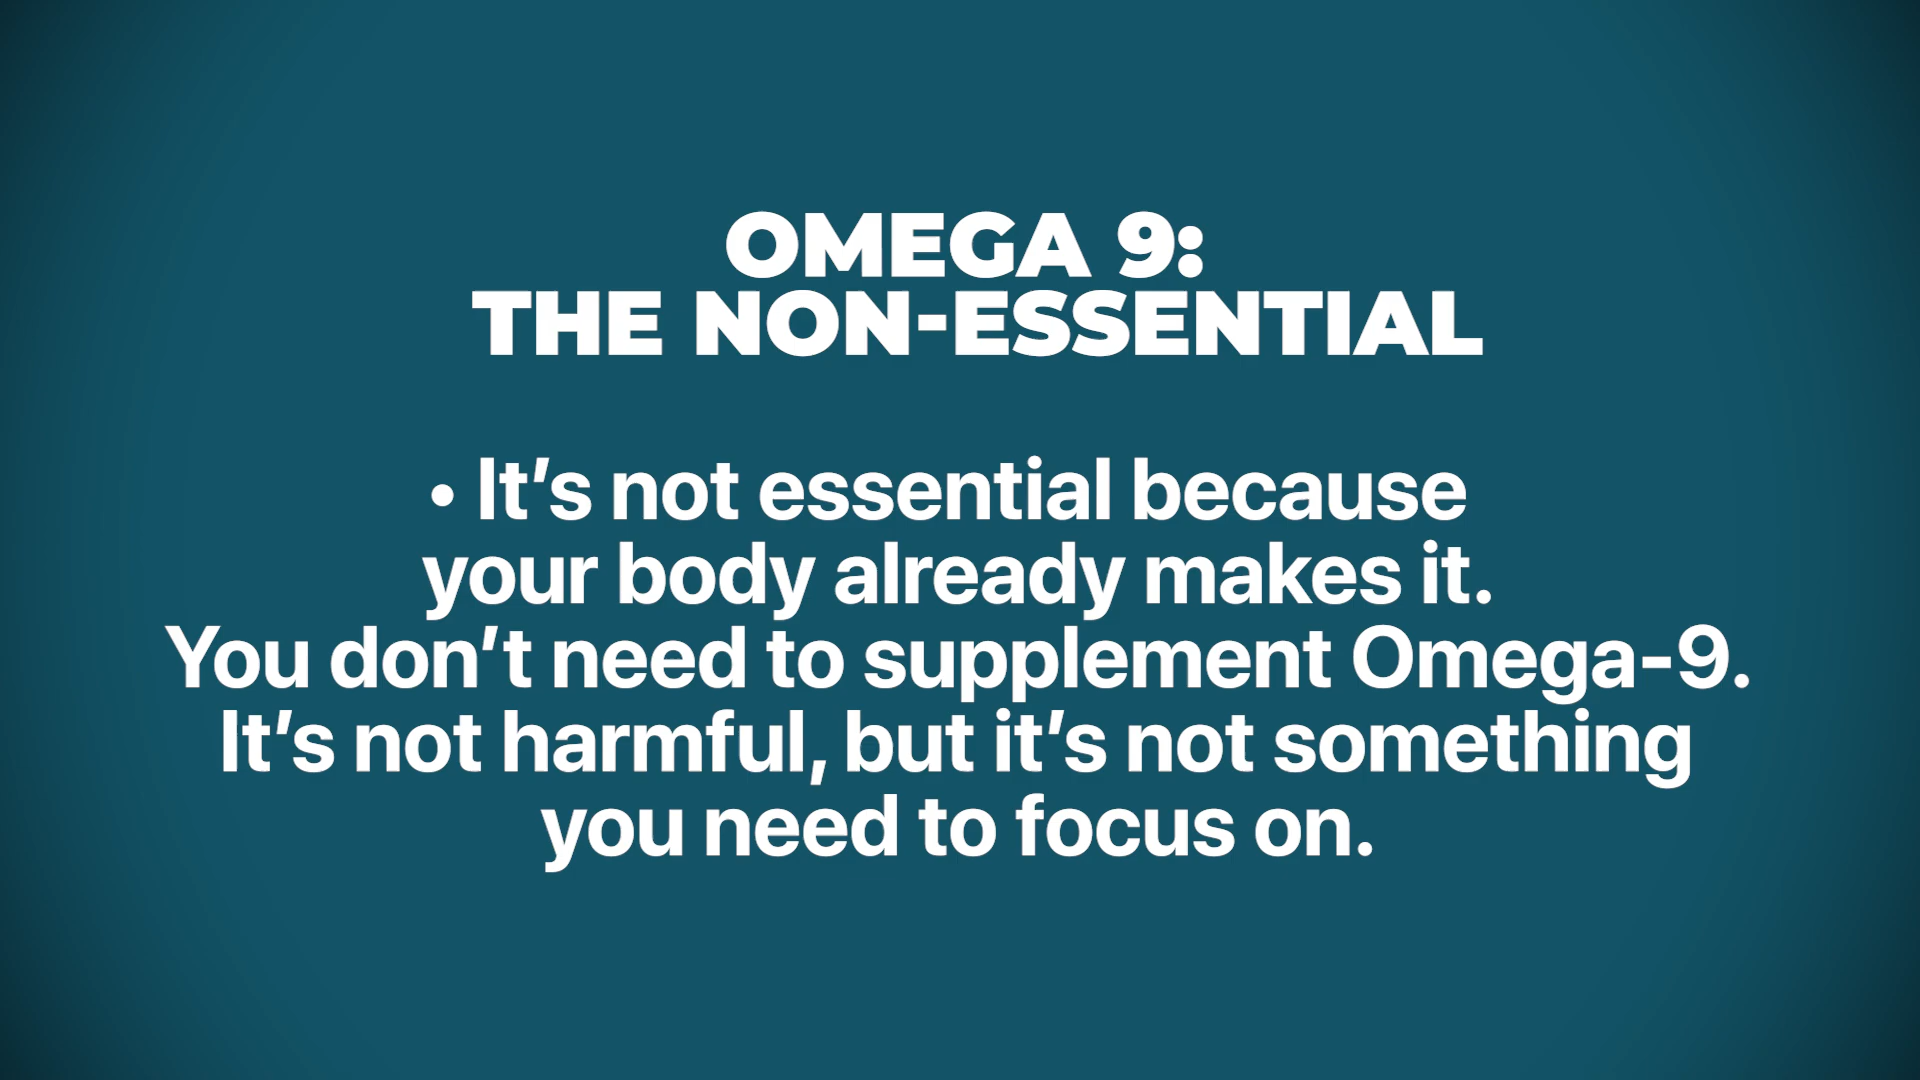 OMEGA 9:
THE NON-ESSENTIAL
• It’s not essential because
your body already makes it.
You don’t need to supplement Omega-9.
It’s not harmful, but it’s not something
you need to focus on.